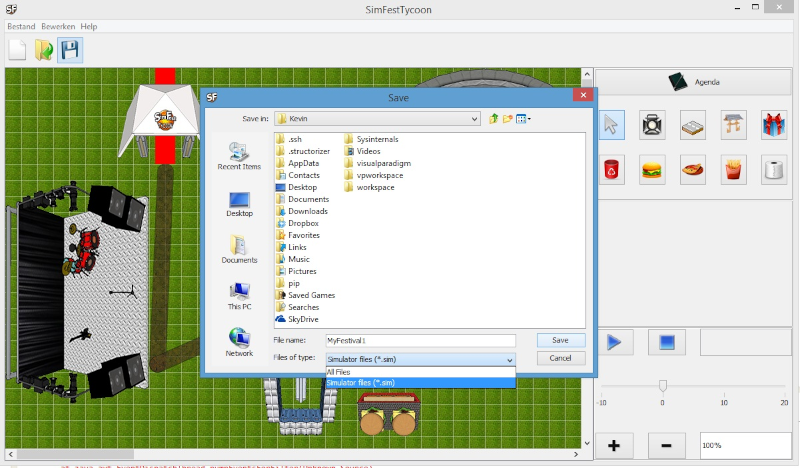 SF SimFestTycoon
Bestand Bewerken Help
Agenda
SF Save
Save in: Kevin
Recent Items
Desktop
Documents
This PC
Network
.ssh
.structorizer
AppData
Contacts
Desktop
Documents
Downloads
Dropbox
Favorites
Links
Music
Pictures
pip
Saved Games
Searches
SkyDrive
Sysinternals
Videos
visualparadigm
vpworkspace
workspace
File name: MyFestival1 Save
Files of type: Simulator files (*.sim) Cancel
All Files
Simulator files (*.sim)
-10 0 10 20
+ - 100%